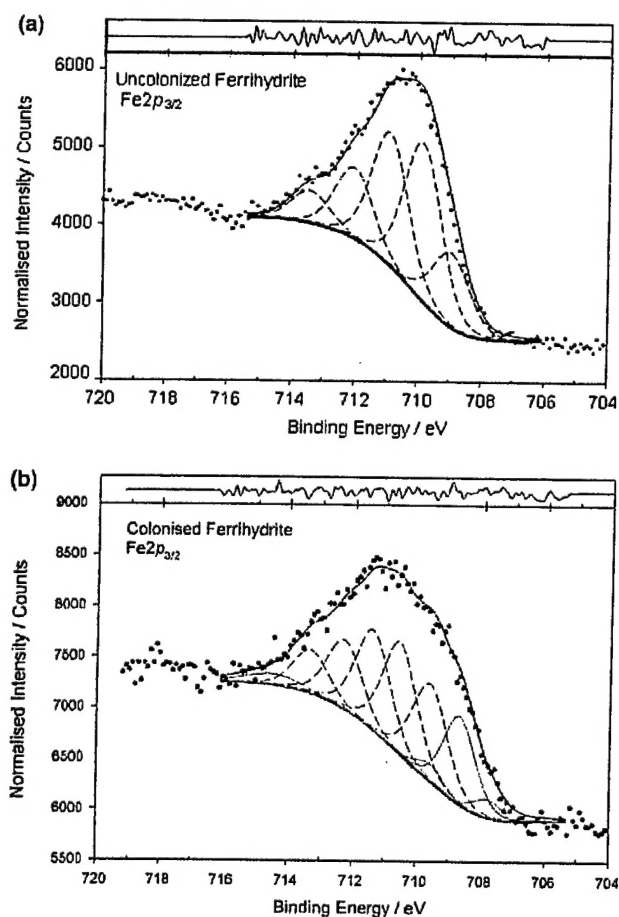 (a)
Uncolonized Ferrihydrite
Fe2p3/2
6000
5000
4000
3000
2000
Normalised Intensity / Counts
720 718 716 714 712 710 708 706 704
Binding Energy / eV
(b)
Colonised Ferrihydrite
Fe2p3/2
9000
8500
8000
7500
7000
6500
6000
5500
Normalised Intensity / Counts
720 718 716 714 712 710 708 706 704
Binding Energy / eV